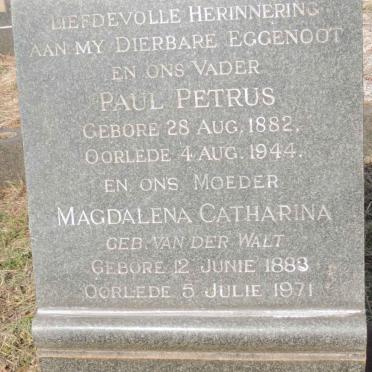 LIEFDEVOLLE HERINNERING
AAN MY DIERBARE EGGENOOT
EN ONS VADER
PAUL PETRUS
GEBORE 28 AUG. 1882.
OORLEDE 4 AUG. 1944.
EN ONS MOEDER
MAGDALENA CATHARINA
GEB. VAN DER WALT
GEBORE 12 JUNIE 1883
OORLEDE 5 JULIE 1971